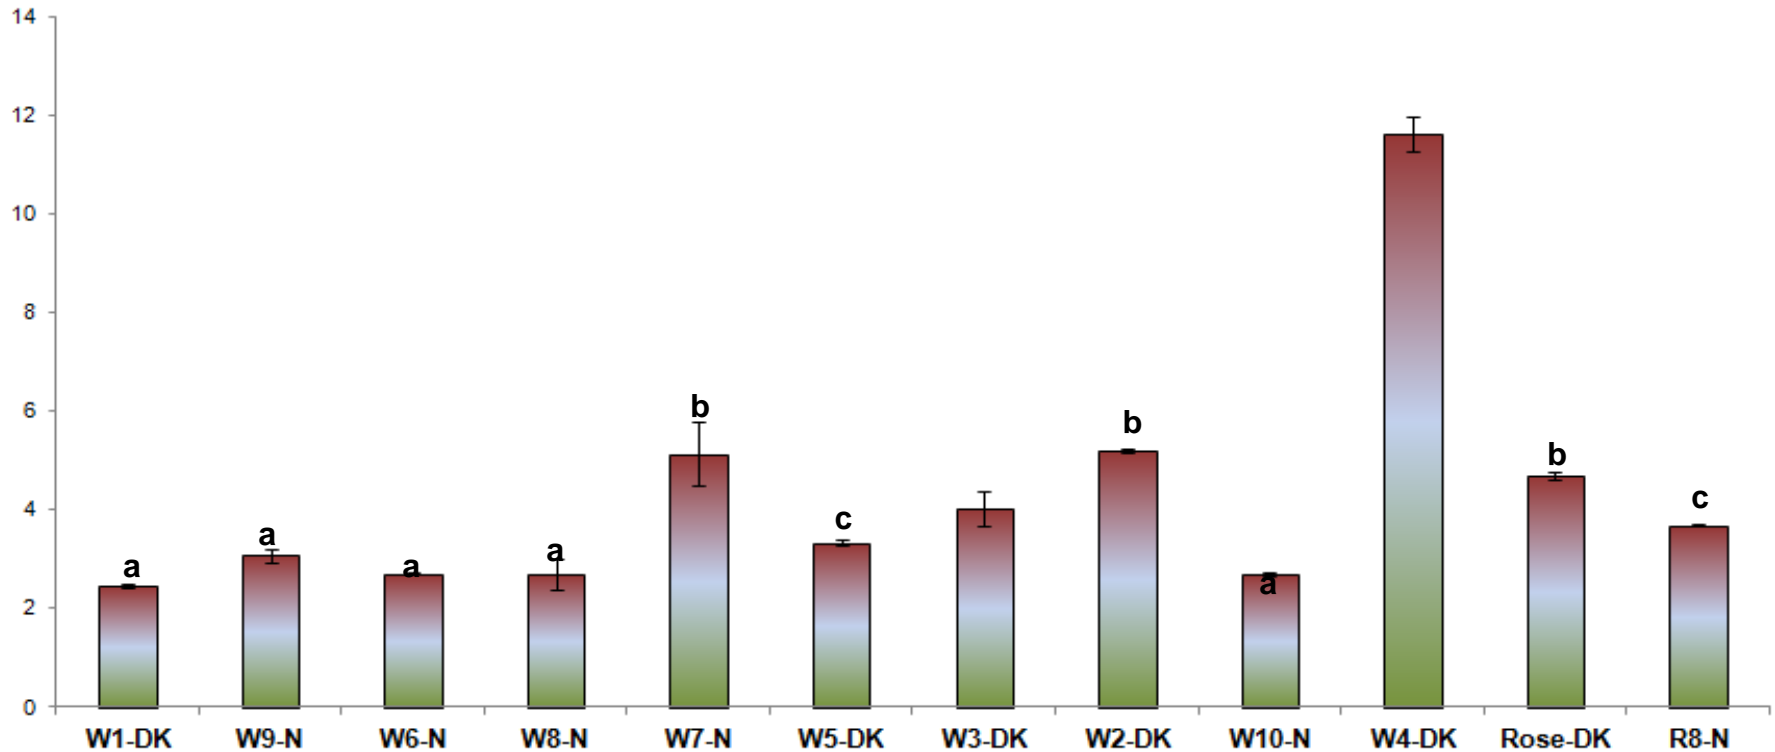 14
12
10
8
6
4
2
0
a
a
a
a
b
c
b
a
b
c
W1-DK W9-N W6-N W8-N W7-N W5-DK W3-DK W2-DK W10-N W4-DK Rose-DK R8-N